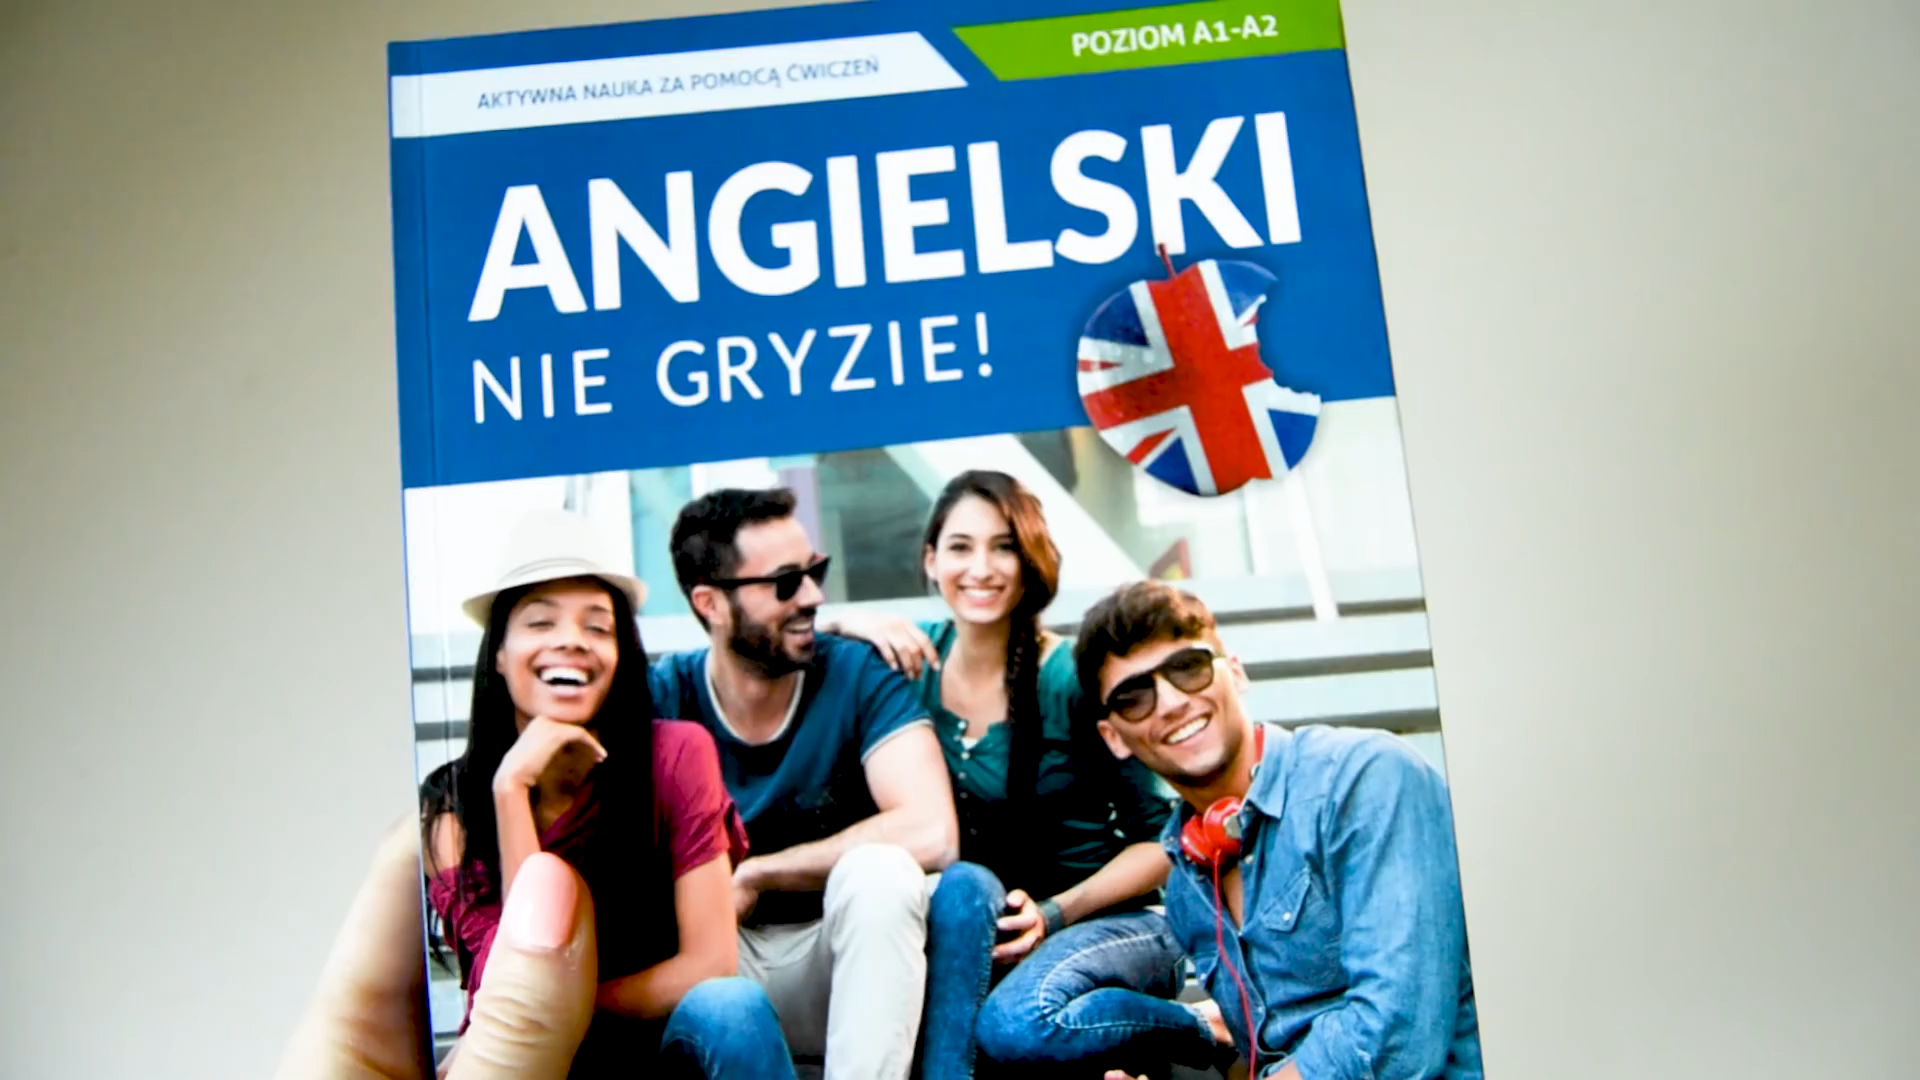 AKTYWNA NAUKA ZA POMOCĄ ĆWICZEŃ
POZIOM A1-A2
ANGIELSKI
NIE GRYZIE!